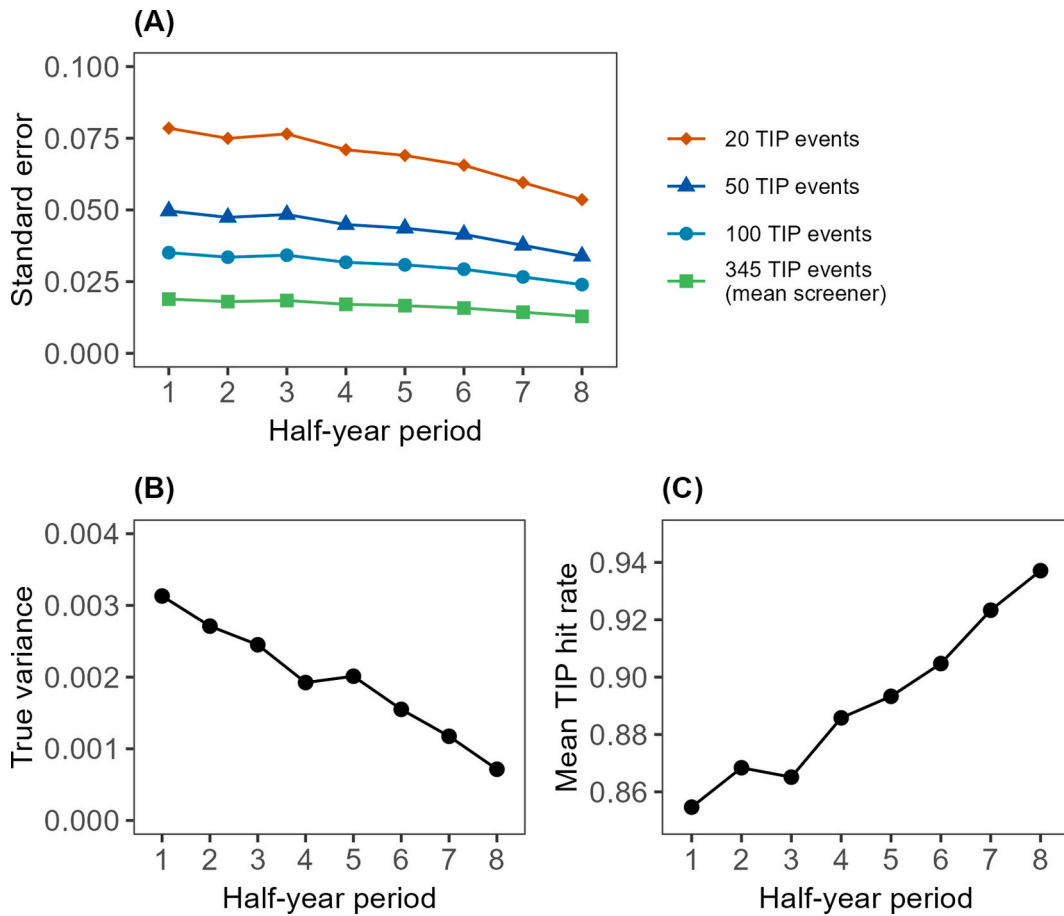 (A)
Standard error
0.100
0.075
0.050
0.025
0.000
1 2 3 4 5 6 7 8
Half-year period
20 TIP events
50 TIP events
100 TIP events
345 TIP events
(mean screener)
(B)
True variance
0.004
0.003
0.002
0.001
0.000
1 2 3 4 5 6 7 8
Half-year period
(C)
Mean TIP hit rate
0.94
0.92
0.90
0.88
0.86
1 2 3 4 5 6 7 8
Half-year period